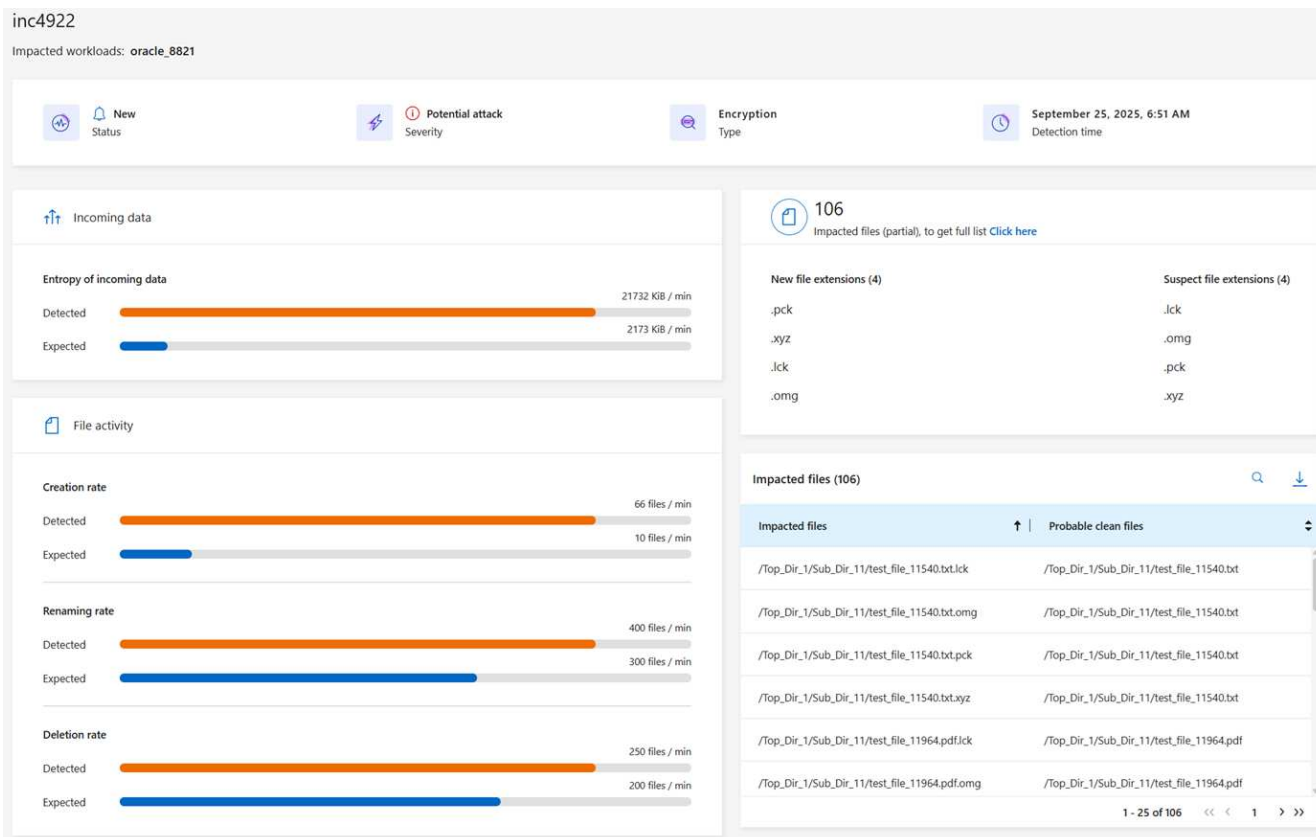 inc4922
Impacted workloads: oracle_8821
New
Status
Potential attack
Severity
Encryption
Type
September 25, 2025, 6:51 AM
Detection time
Incoming data
Entropy of incoming data
21732 KiB / min
Detected
2173 KiB / min
Expected
File activity
Creation rate
66 files / min
Detected
10 files / min
Expected
Renaming rate
400 files / min
Detected
300 files / min
Expected
Deletion rate
250 files / min
Detected
200 files / min
Expected
106
Impacted files (partial), to get full list Click here
New file extensions (4) Suspect file extensions (4)
.pck .lck
.xyz .omg
.lck .pck
.omg .xyz
Impacted files (106)
Impacted files Probable clean files
/Top_Dir_1/Sub_Dir_11/test_file_11540.txt.lck /Top_Dir_1/Sub_Dir_11/test_file_11540.txt
/Top_Dir_1/Sub_Dir_11/test_file_11540.txt.omg /Top_Dir_1/Sub_Dir_11/test_file_11540.txt
/Top_Dir_1/Sub_Dir_11/test_file_11540.txt.pck /Top_Dir_1/Sub_Dir_11/test_file_11540.txt
/Top_Dir_1/Sub_Dir_11/test_file_11540.txt.xyz /Top_Dir_1/Sub_Dir_11/test_file_11540.txt
/Top_Dir_1/Sub_Dir_11/test_file_11964.pdf.lck /Top_Dir_1/Sub_Dir_11/test_file_11964.pdf
/Top_Dir_1/Sub_Dir_11/test_file_11964.pdf.omg /Top_Dir_1/Sub_Dir_11/test_file_11964.pdf
1 - 25 of 106 << < 1 > >>